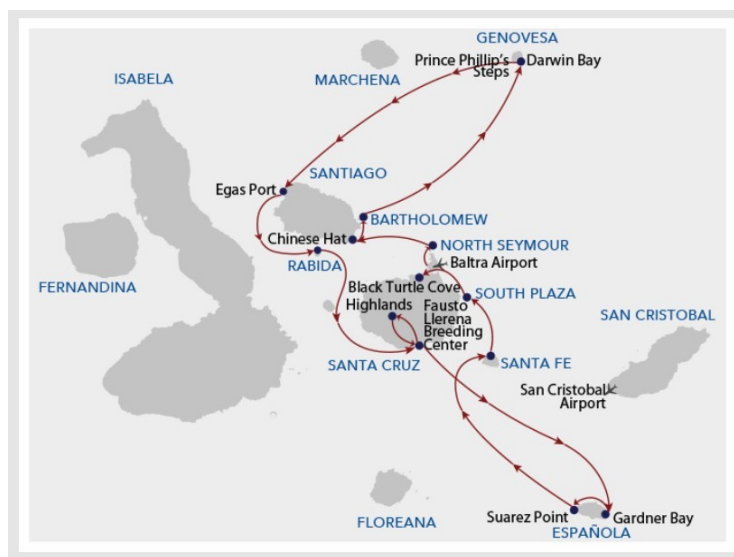 GENOVESA
Prince Phillip's
Steps
Darwin Bay
MARCHENA
ISABELA
SANTIAGO
Egas Port
BARTHOLOMEW
Chinese Hat
NORTH SEYMOUR
RABIDA
Baltra Airport
FERNANDINA
Black Turtle Cove
SOUTH PLAZA
Highlands
Fausto
Llerena
Breeding
Center
SAN CRISTOBAL
SANTA CRUZ
SANTA FE
San Cristobal
Airport
Suarez Point
Gardner Bay
FLOREANA
ESPAÑOLA